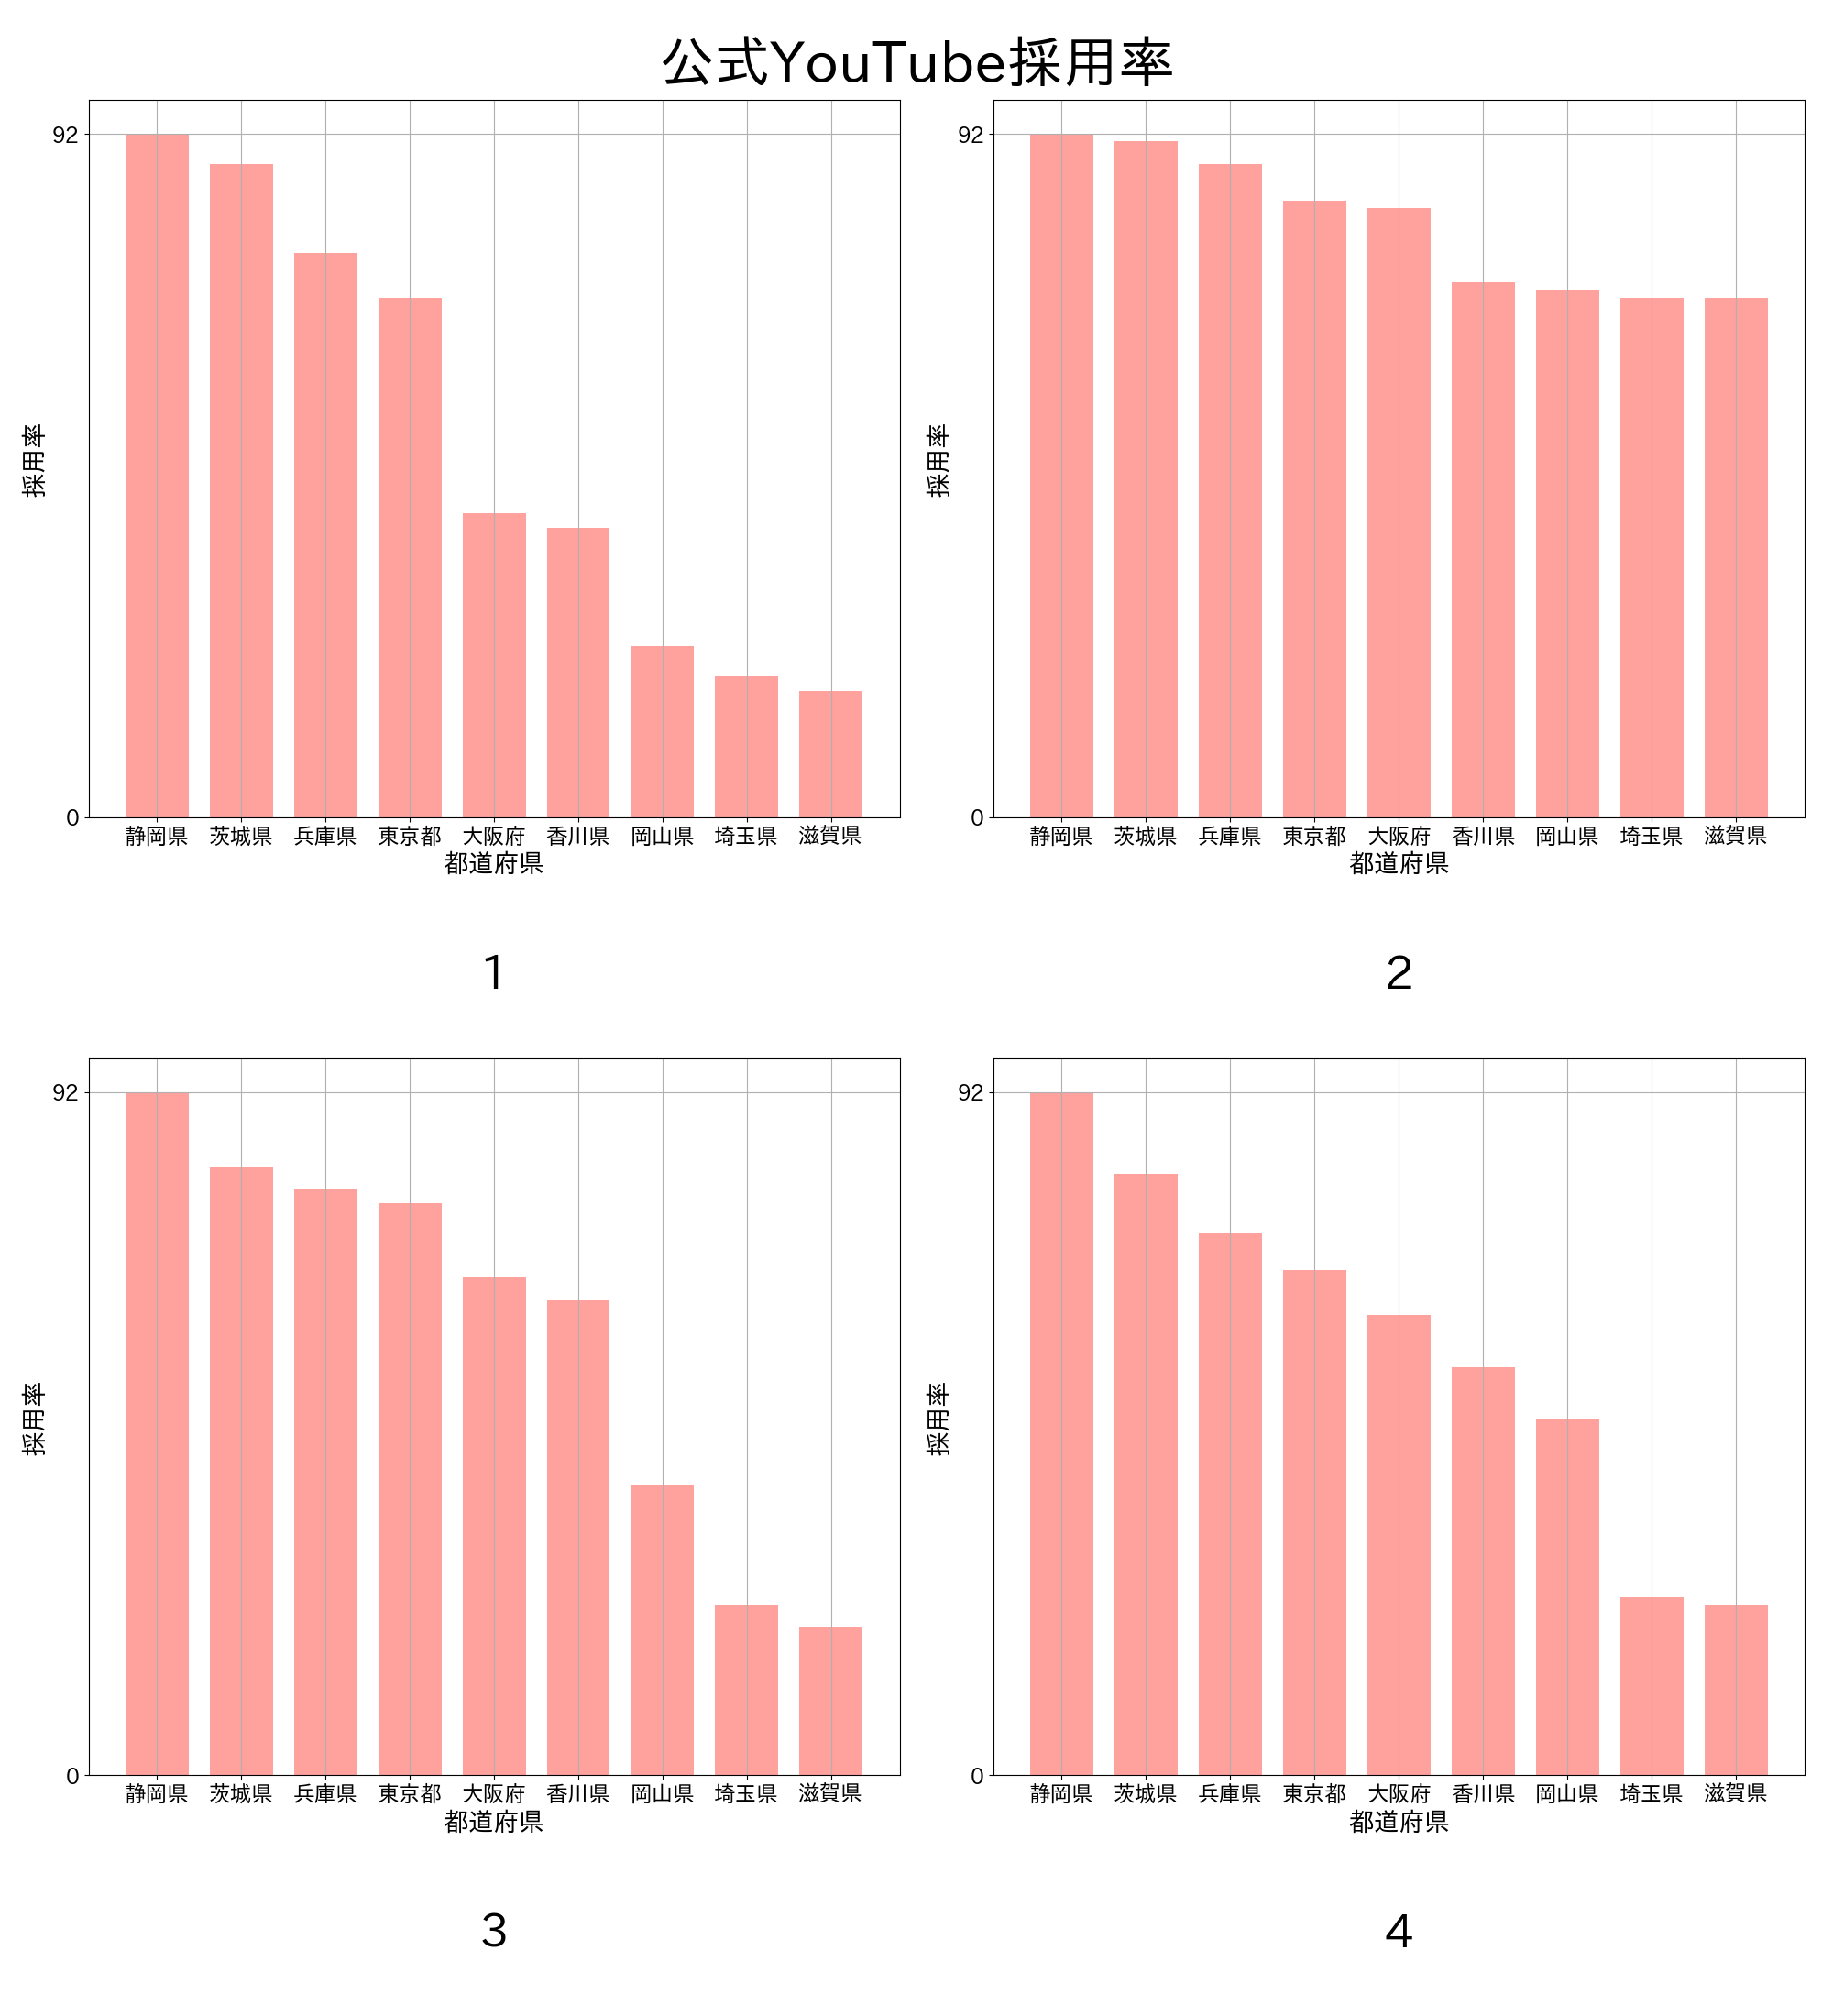 公式YouTube採用率
92
0
採用率
静岡県 茨城県 兵庫県 東京都 大阪府 香川県 岡山県 埼玉県 滋賀県
都道府県
1
92
0
採用率
静岡県 茨城県 兵庫県 東京都 大阪府 香川県 岡山県 埼玉県 滋賀県
都道府県
2
92
0
採用率
静岡県 茨城県 兵庫県 東京都 大阪府 香川県 岡山県 埼玉県 滋賀県
都道府県
3
92
0
採用率
静岡県 茨城県 兵庫県 東京都 大阪府 香川県 岡山県 埼玉県 滋賀県
都道府県
4